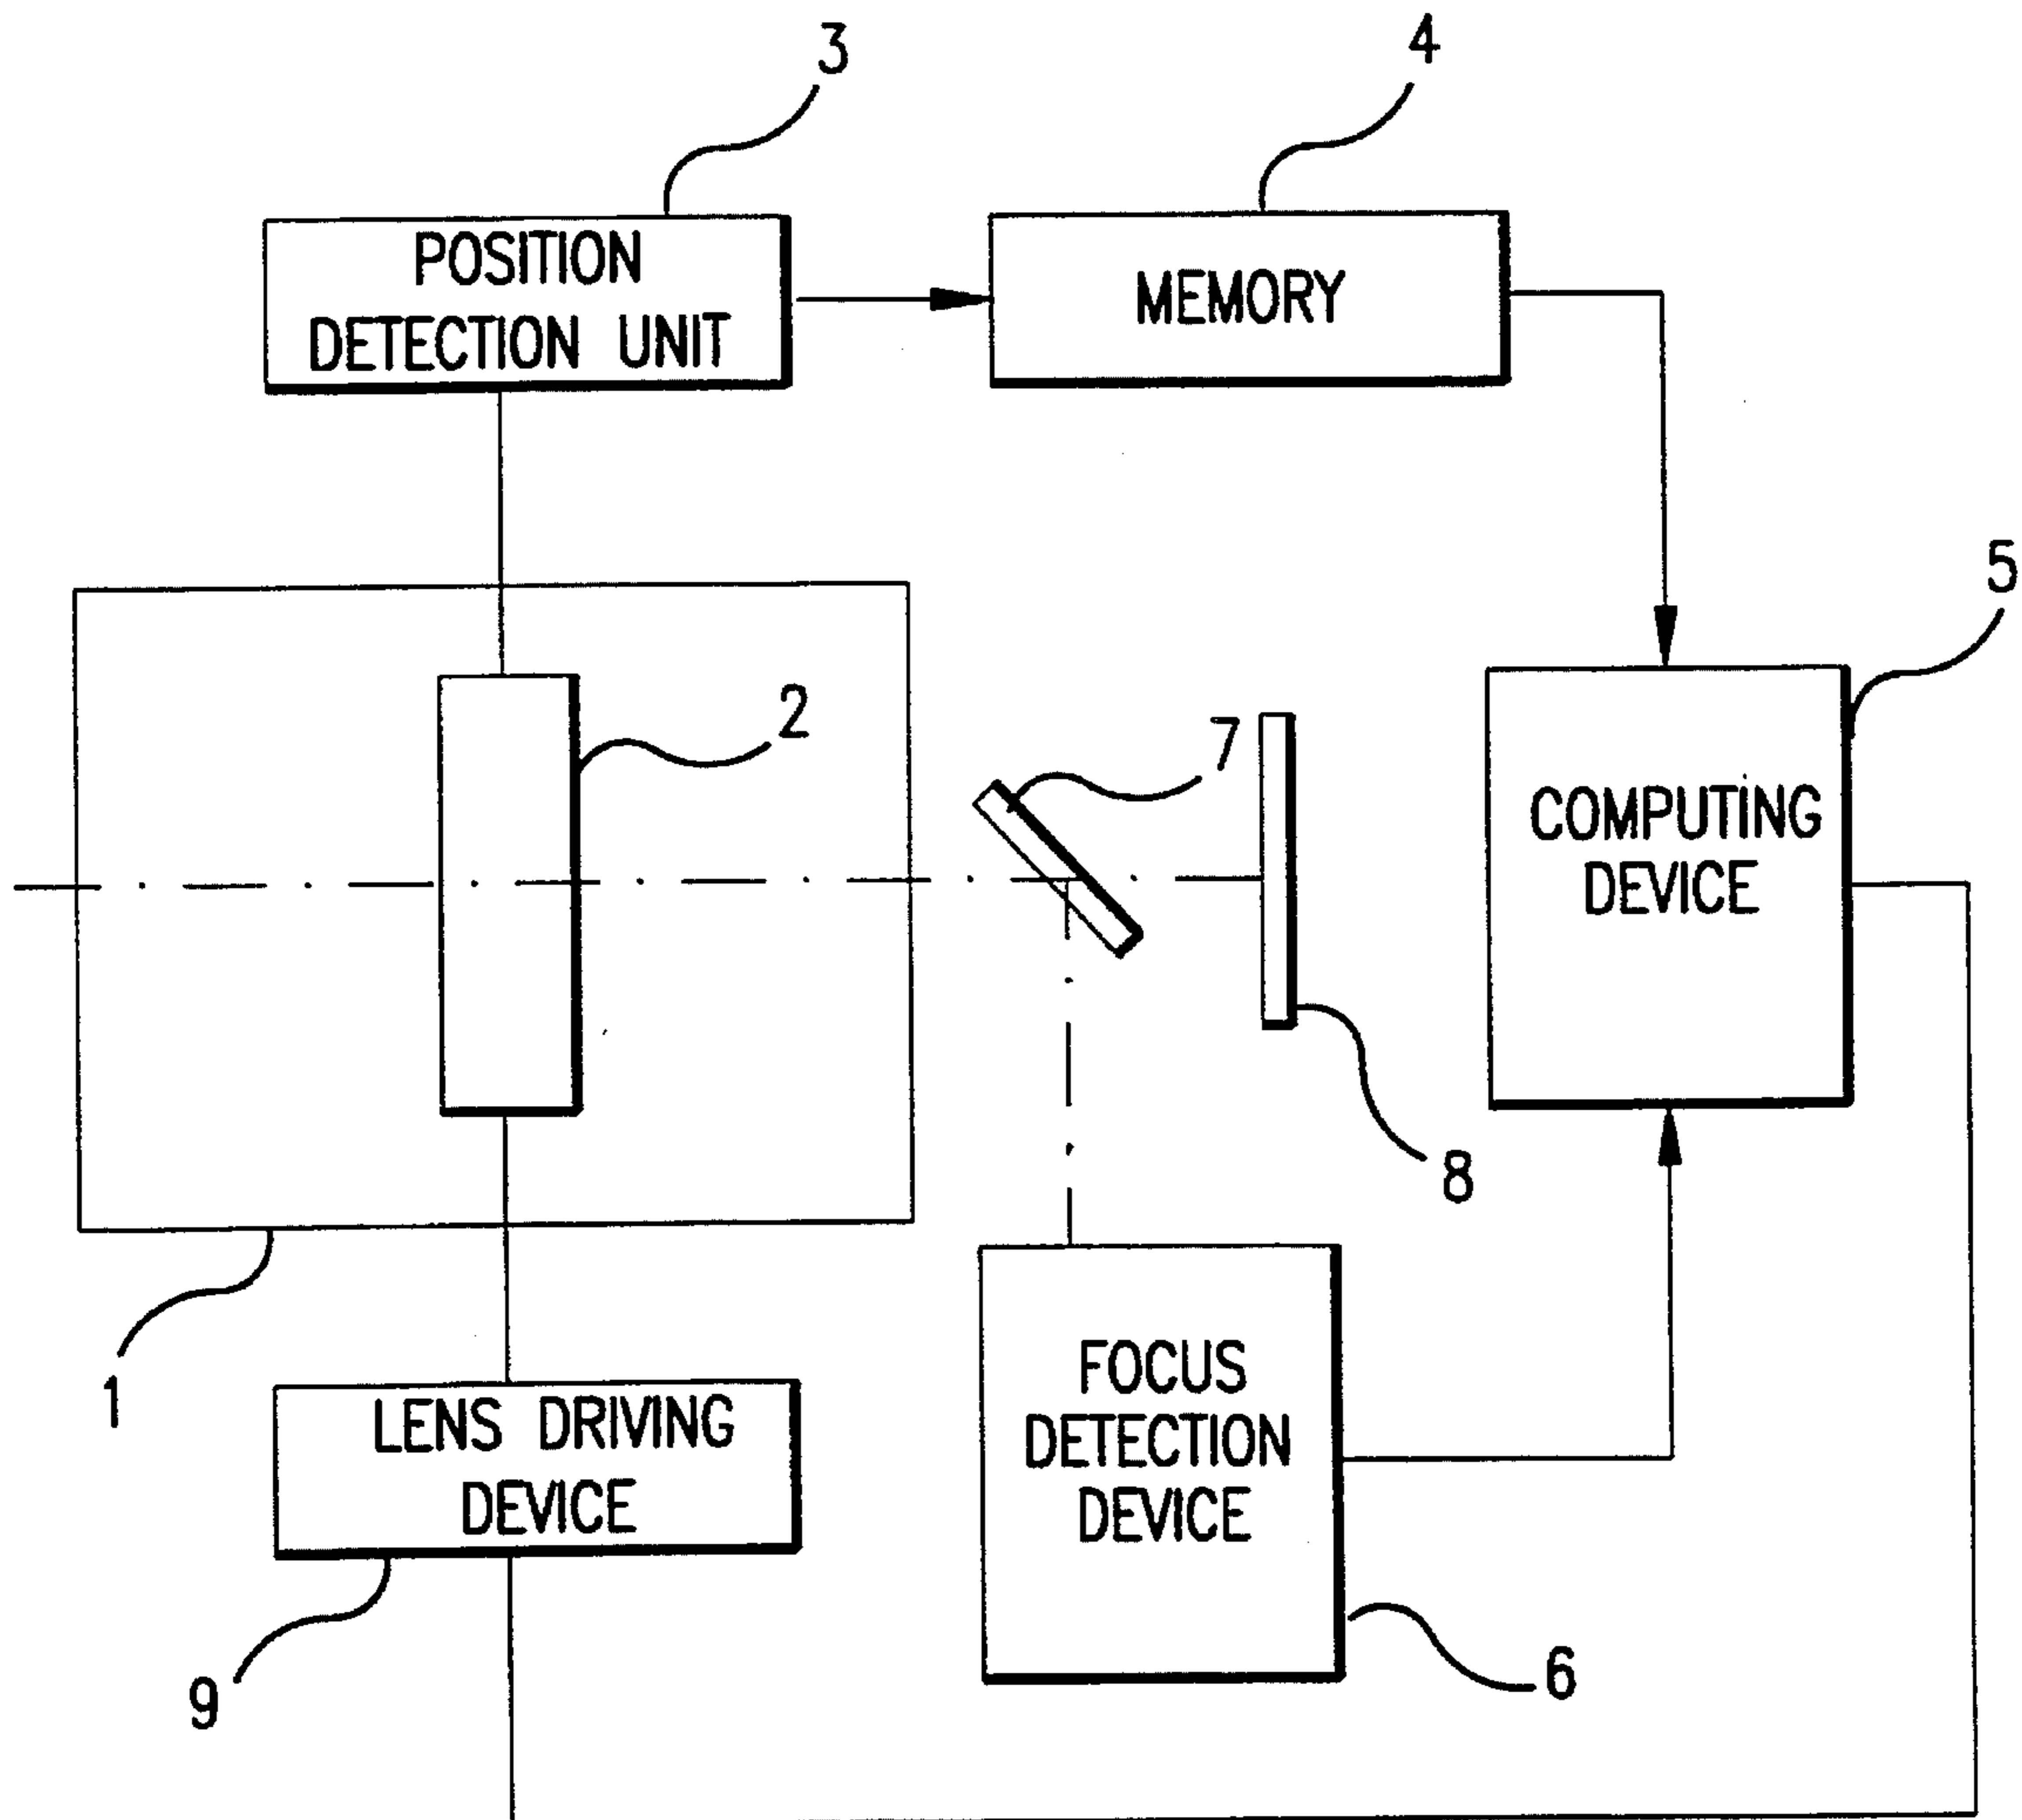 3
4
POSITION
DETECTION UNIT
MEMORY
5
2
7
COMPUTING
DEVICE
8
1
LENS DRIVING
DEVICE
FOCUS
DETECTION
DEVICE
9
6